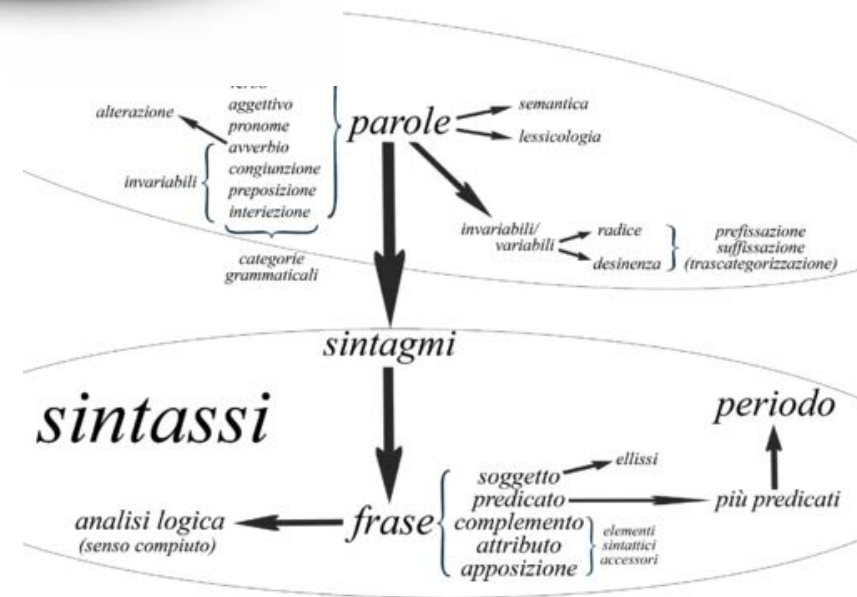 alterazione
aggettivo
pronome
avverbio
congiunzione
preposizione
interiezione
invariabili
categorie
grammaticali
parole
semantica
lessicologia
invariabili/
variabili
radice
desinenza
prefissazione
suffissazione
(trascategorizzazione)
sintagmi
sintassi
periodo
soggetto
ellissi
predicato
più predicati
frase
complemento
attributo
apposizione
elementi
sintattici
accessori
analisi logica
(senso compiuto)